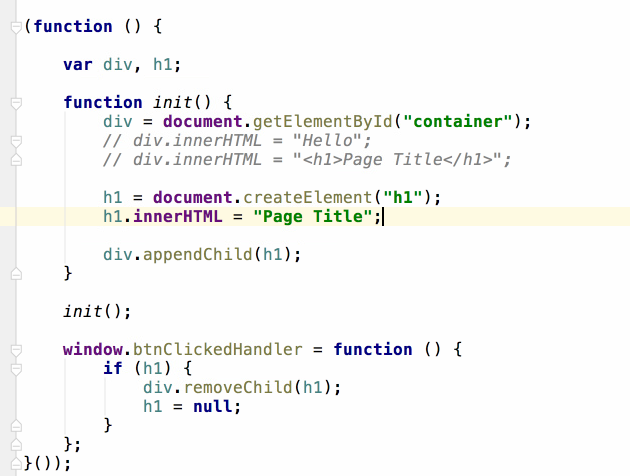 (function () {
var div, h1;
function init() {
div = document.getElementById("container");
// div.innerHTML = "Hello";
// div.innerHTML = "<h1>Page Title</h1>";
h1 = document.createElement("h1");
h1.innerHTML = "Page Title";
div.appendChild(h1);
}
init();
window.btnClickedHandler = function () {
if (h1) {
div.removeChild(h1);
h1 = null;
}
};
}());